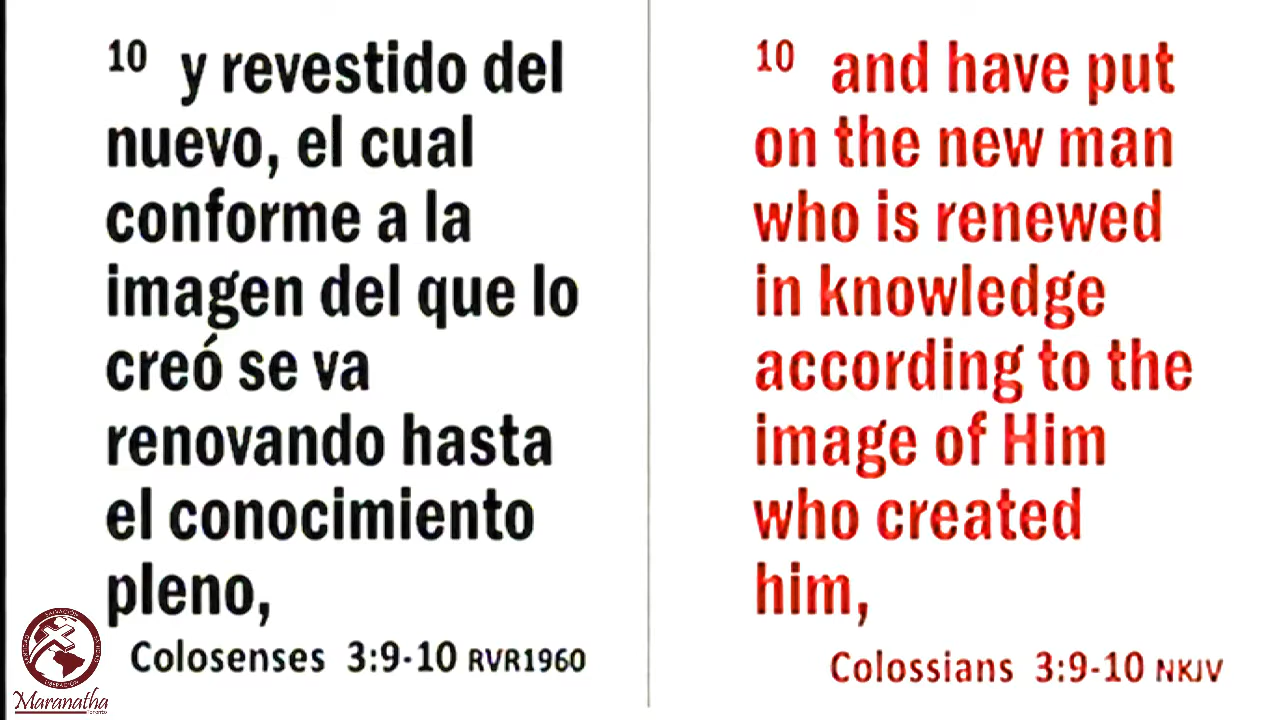 10 y revestido del
nuevo, el cual
conforme a la
imagen del que lo
creó se va
renovando hasta
el conocimiento
pleno,
Colosenses 3:9-10 RVR1960
10 and have put
on the new man
who is renewed
in knowledge
according to the
image of Him
who created
him,
Colossians 3:9-10 NKJV
SALVACIÓN
LIBERACIÓN
Maranatha